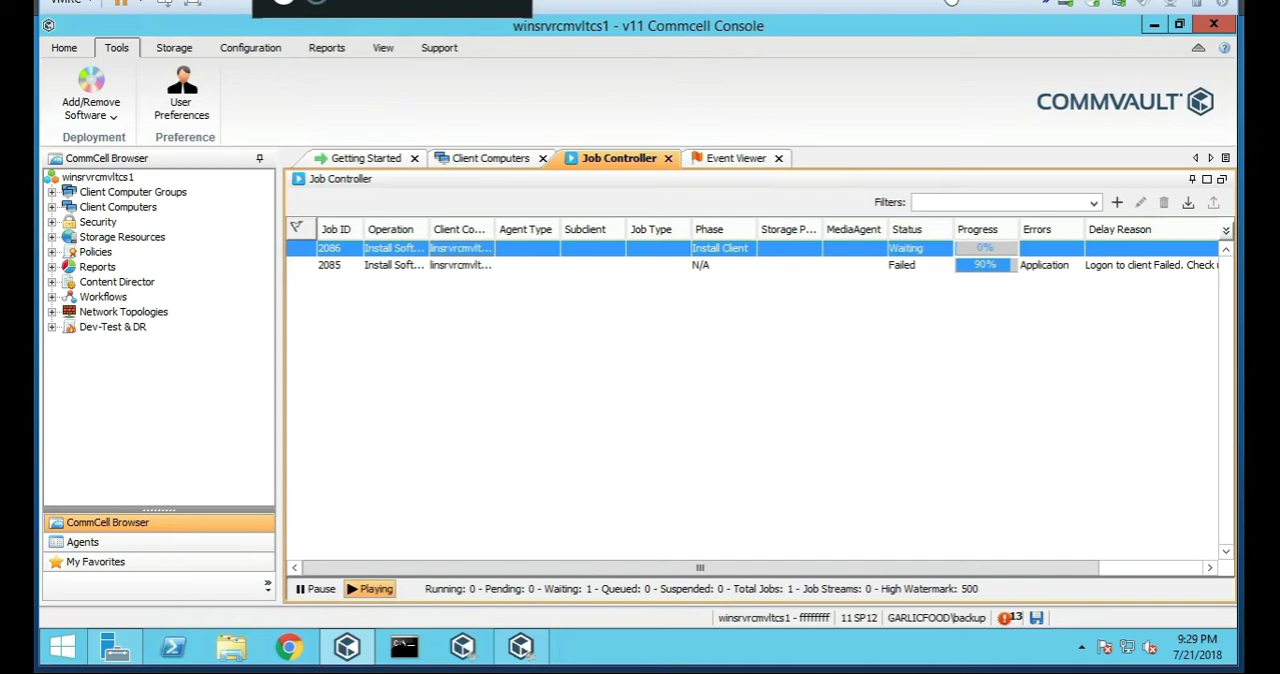 winsrvrcmvltcs1 - v11 Commcell Console
Home Tools Storage Configuration Reports View Support
Add/Remove Software
User Preferences
COMMVAULT
Deployment Preference
CommCell Browser
Getting Started Client Computers Job Controller Event Viewer
winsrvrcmvltcs1
Client Computer Groups
Client Computers
Security
Storage Resources
Policies
Reports
Content Director
Workflows
Network Topologies
Dev-Test & DR
Job Controller
Filters:
Job ID Operation Client Co... Agent Type Subclient Job Type Phase Storage P... MediaAgent Status Progress Errors Delay Reason
2086 Install Soft... linsrvrcmvlt... Install Client Waiting 0%
2085 Install Soft... linsrvrcmvlt... N/A Failed 90% Application Logon to client Failed. Check
CommCell Browser
Agents
My Favorites
Pause Playing Running: 0 - Pending: 0 - Waiting: 1 - Queued: 0 - Suspended: 0 - Total Jobs: 1 - Job Streams: 0 - High Watermark: 500
winsrvrcmvltcs1 - ffffffff 11 SP12 GARLICFOOD\backup 13
9:29 PM
7/21/2018